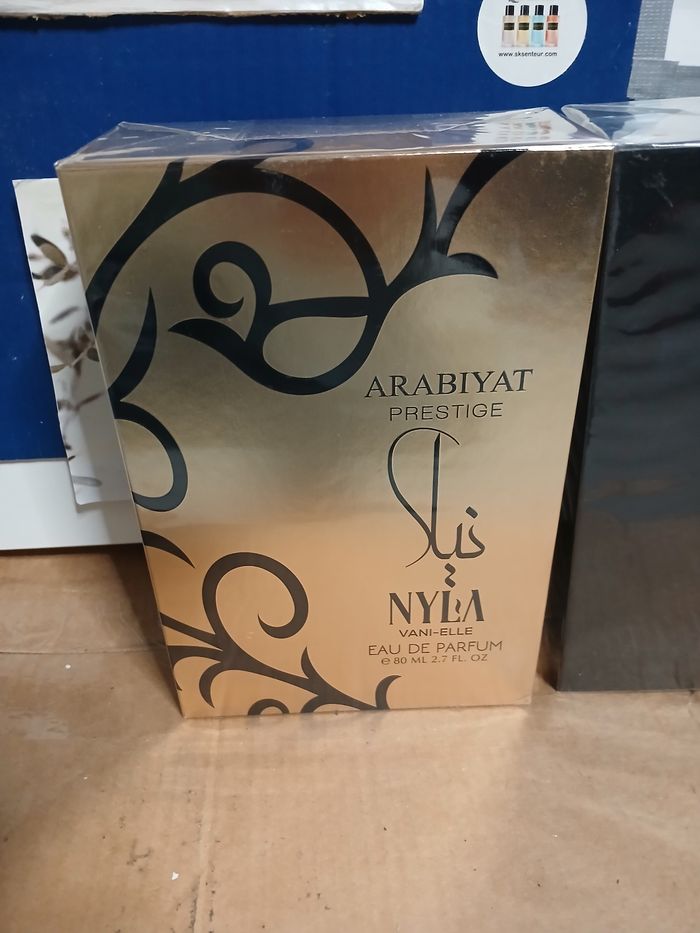 www.sksenteur.com
ARABIYAT
PRESTIGE
نيلا
NYLA
VANI-ELLE
EAU DE PARFUM
e 80 ML 2.7 FL. OZ